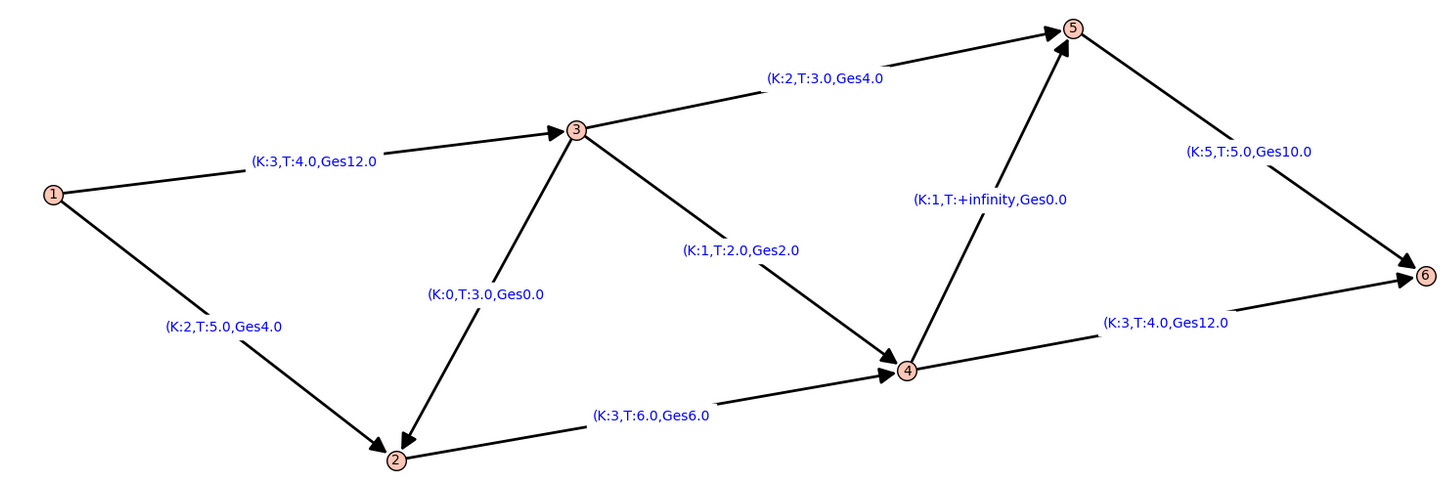 5
(K:2,T:3.0,Ges4.0
3
(K:5,T:5.0,Ges10.0
(K:3,T:4.0,Ges12.0
1
(K:1,T:+infinity,Ges0.0
(K:1,T:2.0,Ges2.0
6
(K:0,T:3.0,Ges0.0
(K:3,T:4.0,Ges12.0
(K:2,T:5.0,Ges4.0
4
(K:3,T:6.0,Ges6.0
2